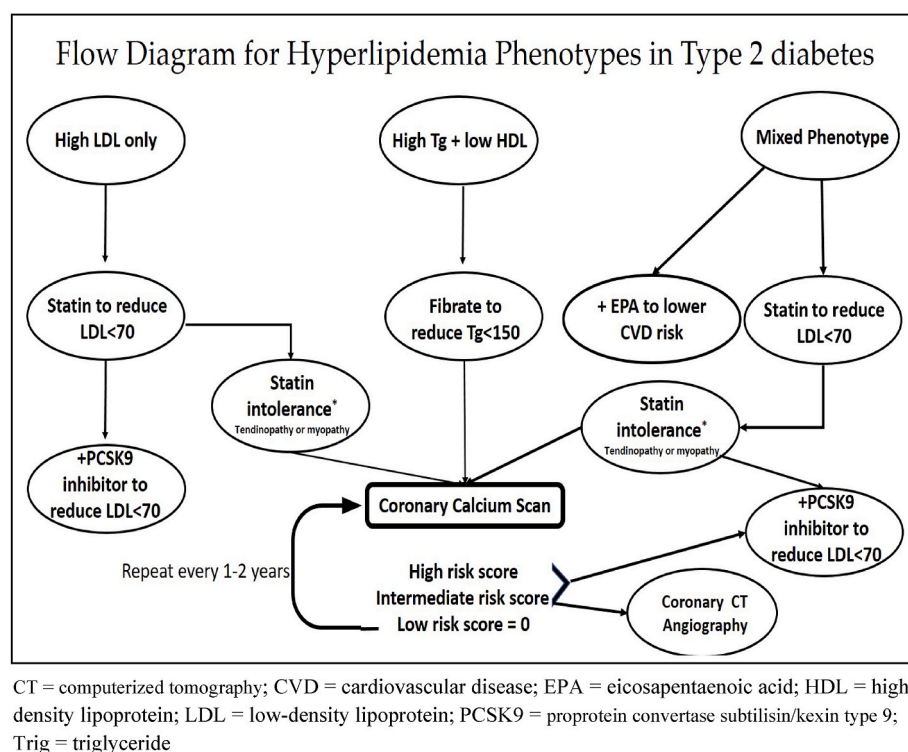 Flow Diagram for Hyperlipidemia Phenotypes in Type 2 diabetes
High LDL only
High Tg + low HDL
Mixed Phenotype
Statin to reduce
LDL<70
Fibrate to
reduce Tg<150
+ EPA to lower
CVD risk
Statin to reduce
LDL<70
Statin
intolerance*
Tendinopathy or myopathy
Statin
intolerance*
Tendinopathy or myopathy
+PCSK9
inhibitor to
reduce LDL<70
Coronary Calcium Scan
+PCSK9
inhibitor to
reduce LDL<70
Repeat every 1-2 years
High risk score
Intermediate risk score
Low risk score = 0
Coronary CT
Angiography
CT = computerized tomography; CVD = cardiovascular disease; EPA = eicosapentaenoic acid; HDL = high
density lipoprotein; LDL = low-density lipoprotein; PCSK9 = proprotein convertase subtilisin/kexin type 9;
Trig = triglyceride